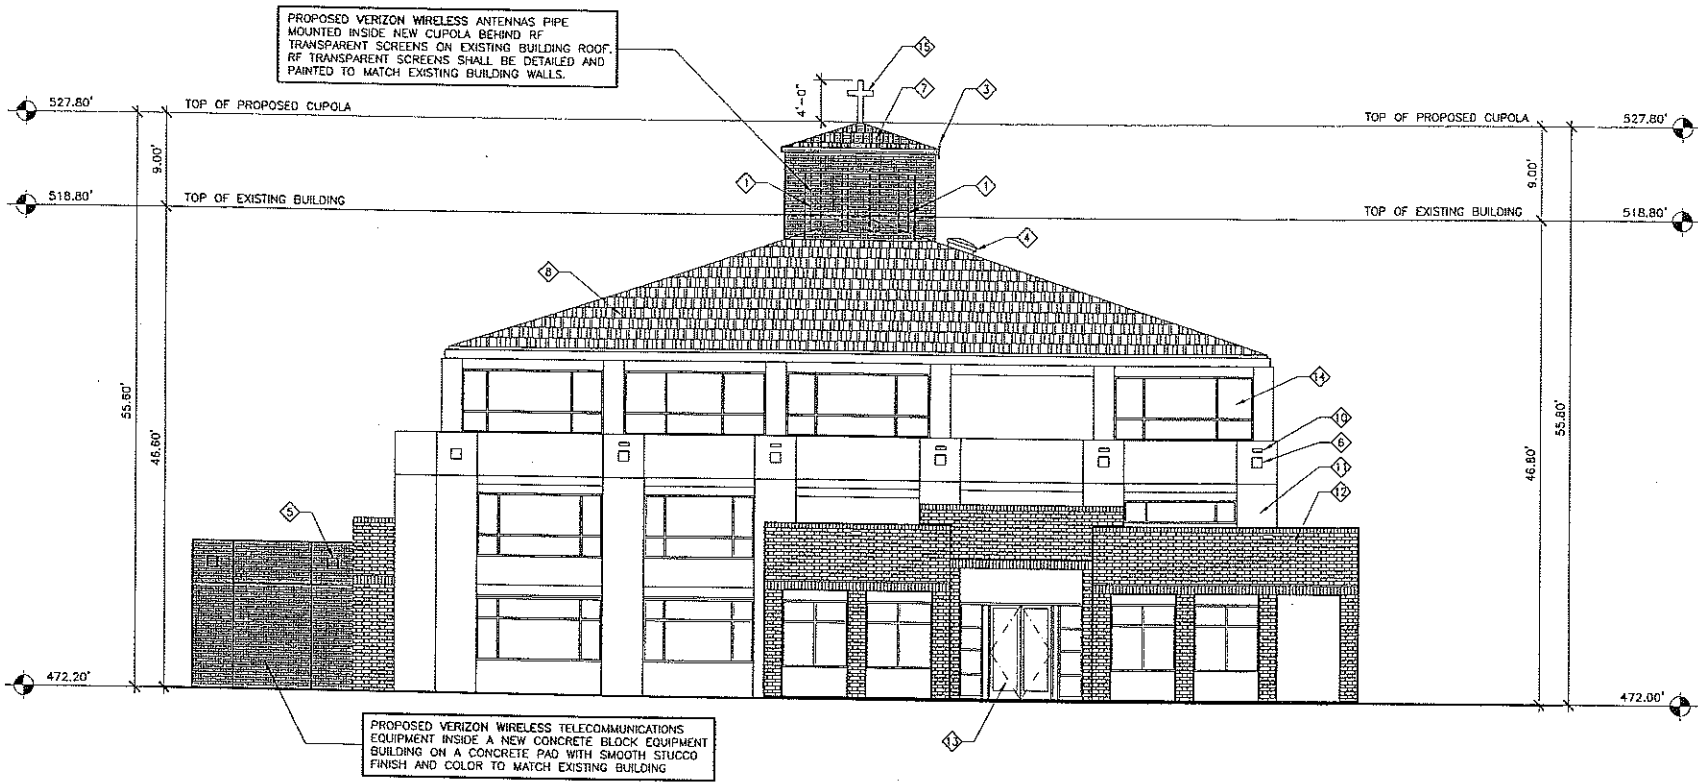 PROPOSED VERIZON WIRELESS ANTENNAS PIPE
MOUNTED INSIDE NEW CUPOLA BEHIND RF
TRANSPARENT SCREENS ON EXISTING BUILDING ROOF.
RF TRANSPARENT SCREENS SHALL BE DETAILED AND
PAINTED TO MATCH EXISTING BUILDING WALLS.
15
4'-0"
7
3
527.80'
TOP OF PROPOSED CUPOLA
TOP OF PROPOSED CUPOLA
527.80'
9.00'
9.00'
1
1
518.80'
TOP OF EXISTING BUILDING
TOP OF EXISTING BUILDING
518.80'
4
8
14
55.60'
46.60'
10
6
11
12
46.80'
55.80'
5
472.20'
472.00'
13
PROPOSED VERIZON WIRELESS TELECOMMUNICATIONS
EQUIPMENT INSIDE A NEW CONCRETE BLOCK EQUIPMENT
BUILDING ON A CONCRETE PAD WITH SMOOTH STUCCO
FINISH AND COLOR TO MATCH EXISTING BUILDING